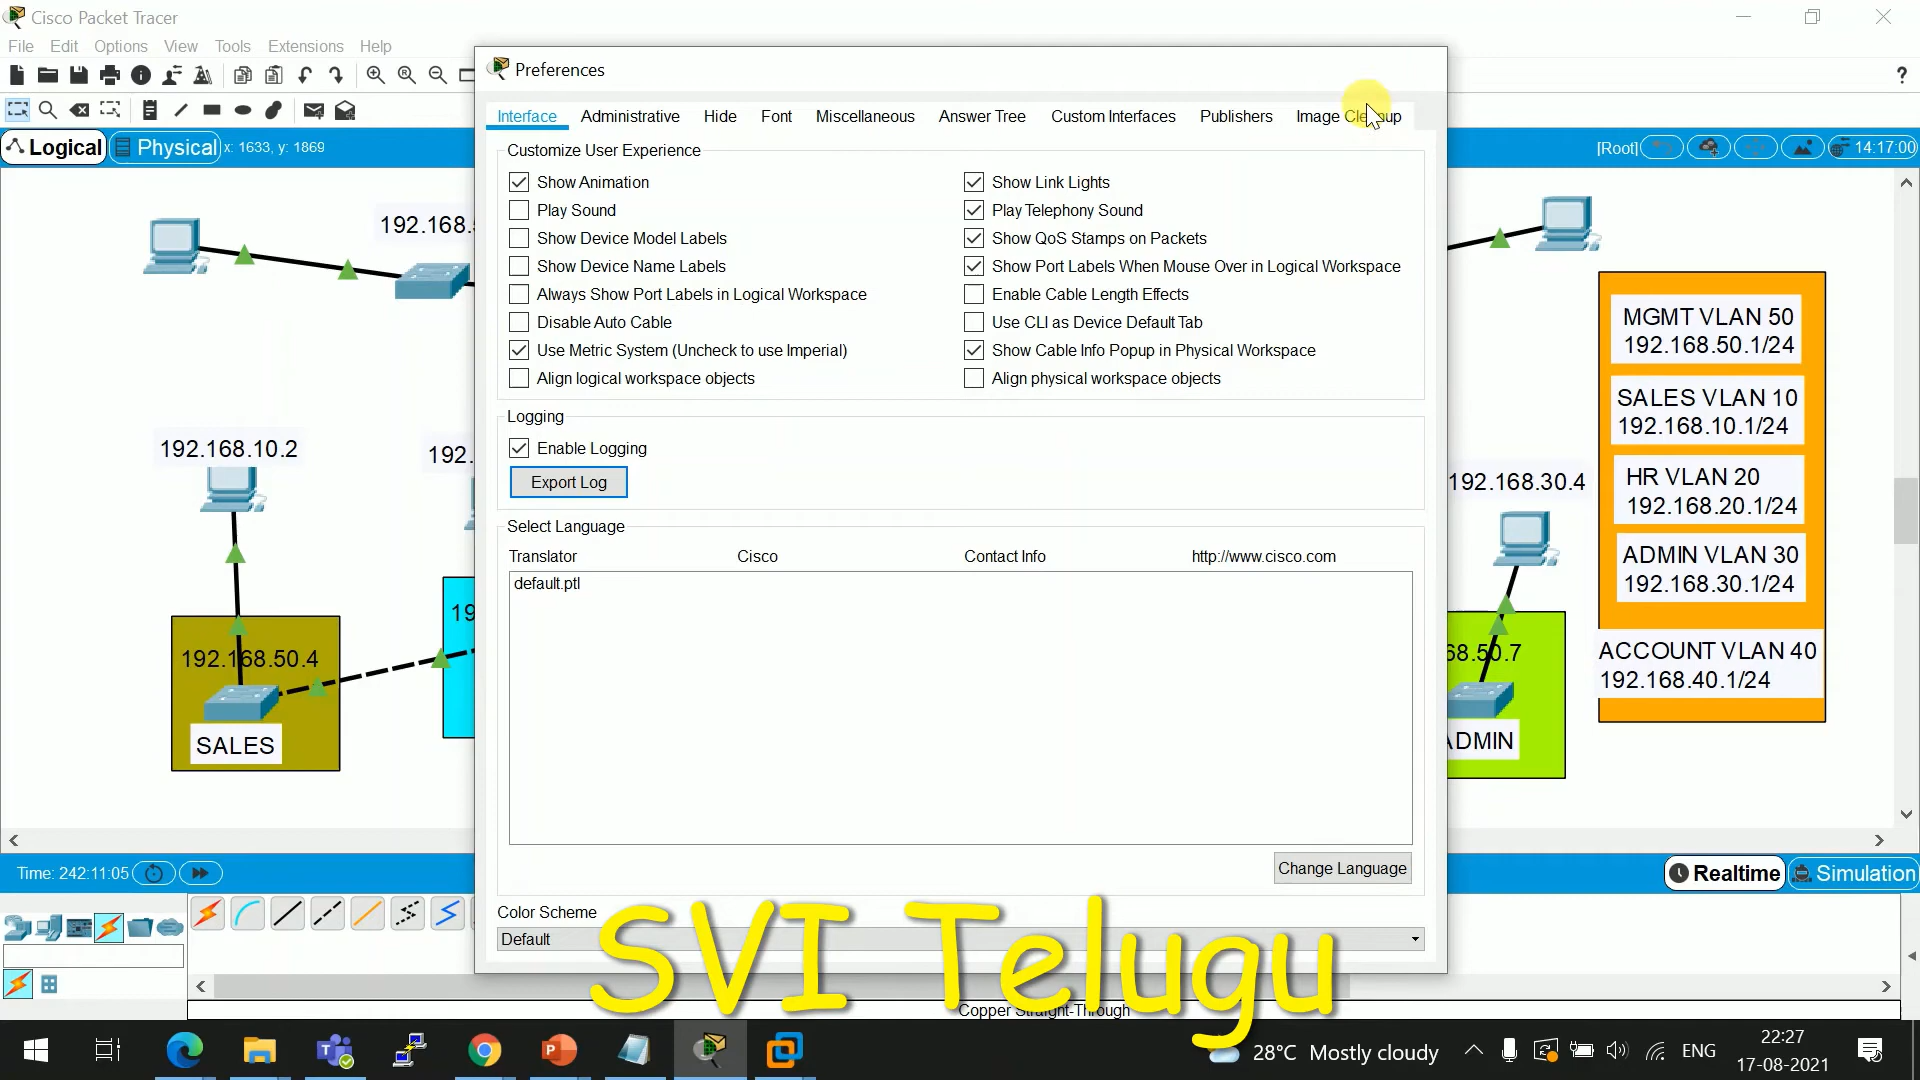 Cisco Packet Tracer
File Edit Options View Tools Extensions Help
Preferences
Interface Administrative Hide Font Miscellaneous Answer Tree Custom Interfaces Publishers Image
Logical Physical x: 1633, y: 1869
[Root] 14:17:00
Customize User Experience
Show Animation
Show Link Lights
Play Sound
Play Telephony Sound
Show Device Model Labels
Show QoS Stamps on Packets
Show Device Name Labels
Show Port Labels When Mouse Over in Logical Workspace
Always Show Port Labels in Logical Workspace
Enable Cable Length Effects
Disable Auto Cable
Use CLI as Device Default Tab
Use Metric System (Uncheck to use Imperial)
Show Cable Info Popup in Physical Workspace
Align logical workspace objects
Align physical workspace objects
Logging
Enable Logging
Export Log
Select Language
Translator Cisco Contact Info http://www.cisco.com
default.ptl
Change Language
Color Scheme
Default
192.168.
192.168.10.2
192.
192.168.50.4
SALES
19
192.168.30.4
68.50.7
ADMIN
MGMT VLAN 50
192.168.50.1/24
SALES VLAN 10
192.168.10.1/24
HR VLAN 20
192.168.20.1/24
ADMIN VLAN 30
192.168.30.1/24
ACCOUNT VLAN 40
192.168.40.1/24
Time: 242:11:05
Realtime Simulation
SVI Telugu
Copper Straight-Through
28°C Mostly cloudy
ENG
22:27
17-08-2021